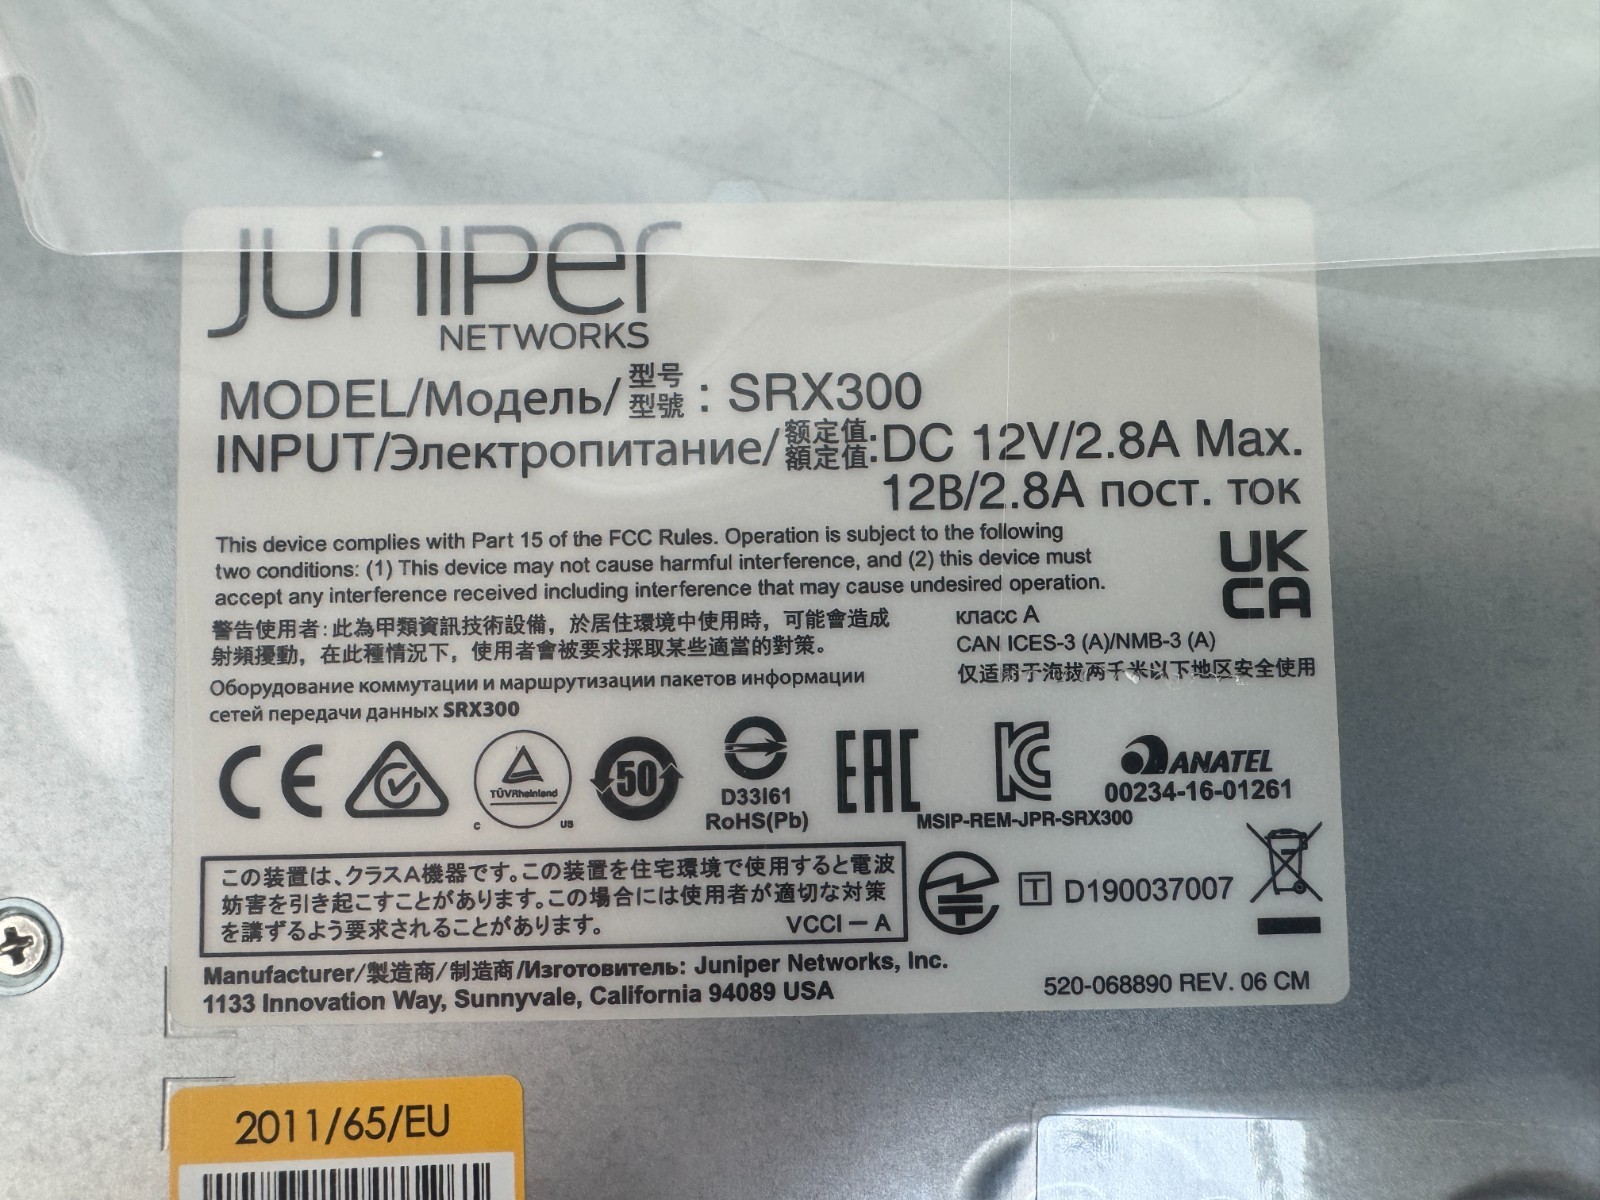 JUNIPER
NETWORKS
MODEL/Модель/型号 型號 : SRX300
INPUT/Электропитание/额定值 額定值:DC 12V/2.8A Max.
12B/2.8A пост. ток
This device complies with Part 15 of the FCC Rules. Operation is subject to the following
two conditions: (1) This device may not cause harmful interference, and (2) this device must
accept any interference received including interference that may cause undesired operation.
UK
CA
警告使用者:此為甲類資訊技術設備，於居住環境中使用時，可能會造成
射頻擾動，在此種情況下，使用者會被要求採取某些適當的對策。
класс A
CAN ICES-3 (A)/NMB-3 (A)
仅适用于海拔两千米以下地区安全使用
Оборудование коммутации и маршрутизации пакетов информации
сетей передачи данных SRX300
CE
TÜVRheinland
C US
50
D33I61
RoHS(Pb)
EAC
KC
MSIP-REM-JPR-SRX300
ANATEL
00234-16-01261
この装置は、クラスA機器です。この装置を住宅環境で使用すると電波
妨害を引き起こすことがあります。この場合には使用者が適切な対策
を講ずるよう要求されることがあります。 VCCI－A
T D190037007
Manufacturer/製造商/制造商/Изготовитель: Juniper Networks, Inc.
1133 Innovation Way, Sunnyvale, California 94089 USA
520-068890 REV. 06 CM
2011/65/EU